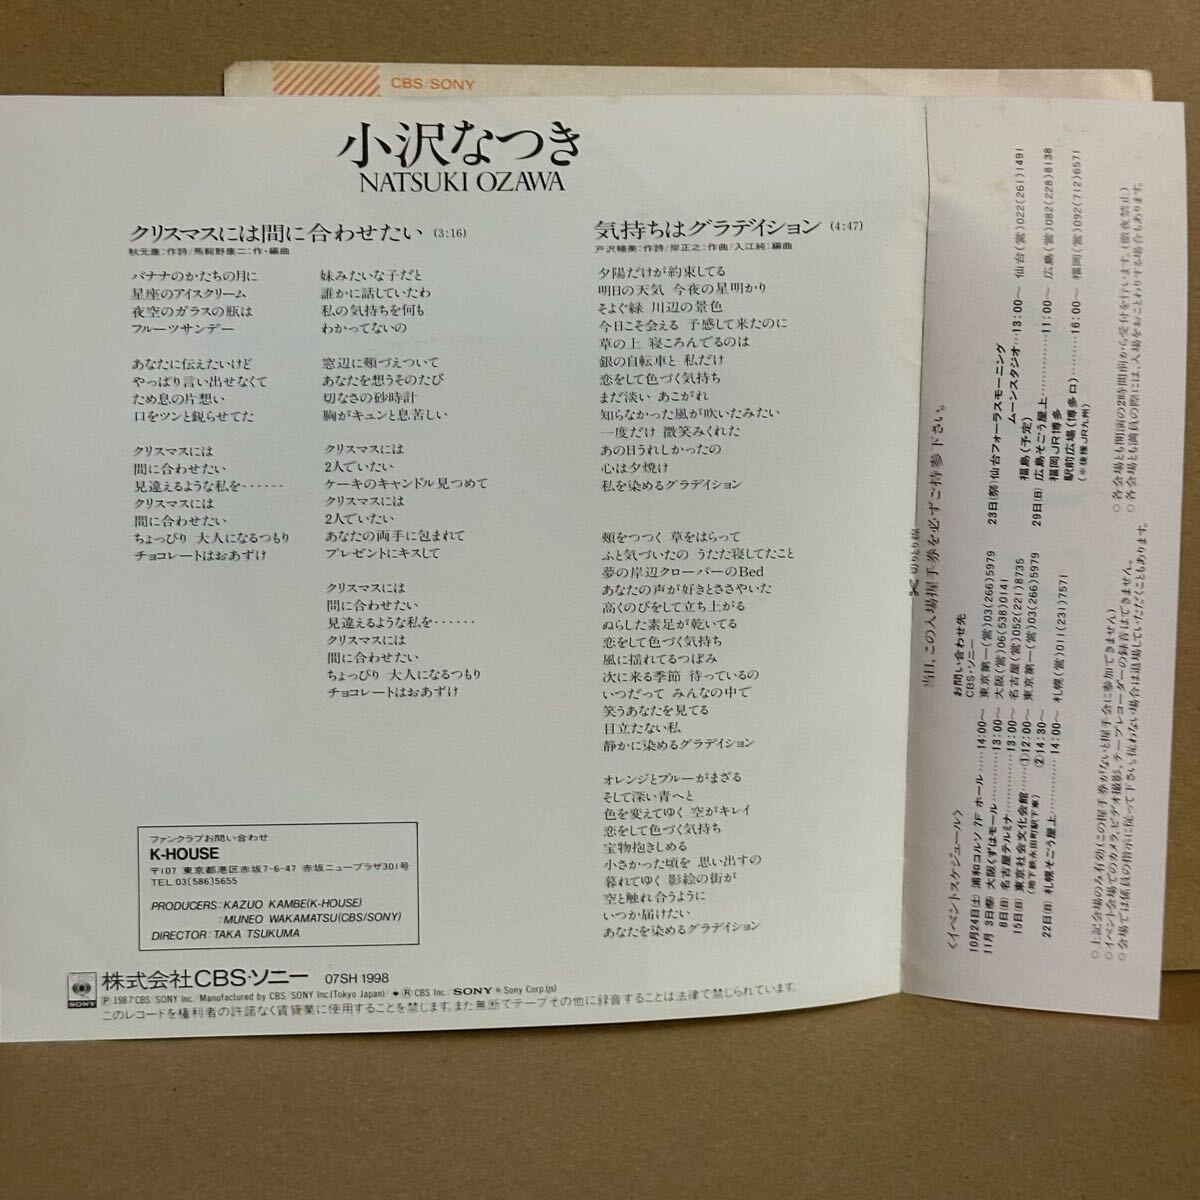 CBS/SONY
小沢なつき
NATSUKI OZAWA
クリスマスには間に合わせたい (3:16)
秋元康:作詩/馬飼野康二:作・編曲
バナナのかたちの月に
星座のアイスクリーム
夜空のガラスの瓶は
フルーツサンデー
あなたに伝えたいけど
やっぱり言い出せなくて
ため息の片想い
口をツンと鋭らせてた
クリスマスには
間に合わせたい
見違えるような私を‥‥‥
クリスマスには
間に合わせたい
ちょっぴり 大人になるつもり
チョコレートはおあずけ
妹みたいな子だと
誰かに話していたわ
私の気持ちを何も
わかってないの
窓辺に頬づえついて
あなたを想うそのたび
切なさの砂時計
胸がキュンと息苦しい
クリスマスには
2人でいたい
ケーキのキャンドル見つめて
クリスマスには
2人でいたい
あなたの両手に包まれて
プレゼントにキスして
クリスマスには
間に合わせたい
見違えるような私を‥‥‥
クリスマスには
間に合わせたい
ちょっぴり 大人になるつもり
チョコレートはおあずけ
気持ちはグラデイション (4:47)
戸沢暢美:作詩/岸正之:作曲/入江純:編曲
夕陽だけが約束してる
明日の天気 今夜の星明かり
そよぐ緑 川辺の景色
今日こそ会える 予感して来たのに
草の上 寝ころんでるのは
銀の自転車と 私だけ
恋をして色づく気持ち
まだ淡い あこがれ
知らなかった風が吹いたみたい
一度だけ 微笑みくれた
あの日うれしかったの
心は夕焼け
私を染めるグラデイション
頬をつつく 草をはらって
ふと気づいたの うたた寝してたこと
夢の岸辺クローバーのBed
あなたの声が好きとささやいた
高くのびをして立ち上がる
ぬらした素足が乾いてる
恋をして色づく気持ち
風に揺れてるつぼみ
次に来る季節 待っているの
いつだって みんなの中で
笑うあなたを見てる
目立たない私
静かに染めるグラデイション
オレンジとブルーがまざる
そして深い青へと
色を変えてゆく 空がキレイ
恋をして色づく気持ち
宝物抱きしめる
小さかった頃を 思い出すの
暮れてゆく 影絵の街が
空と触れ合うように
いつか届けたい
あなたを染めるグラデイション
ファンクラブお問い合わせ
K-HOUSE
〒107 東京都港区赤坂7-6-47 赤坂ニュープラザ301号
TEL 03(586)5655
PRODUCERS: KAZUO KAMBE(K-HOUSE)
: MUNEO WAKAMATSU(CBS/SONY)
DIRECTOR: TAKA TSUKUMA
CBS
SONY
株式会社CBS・ソニー 07SH 1998
Ⓟ 1987 CBS/SONY Inc./Manufactured by CBS/SONY Inc.(Tokyo Japan)/ ● Ⓡ CBS Inc. SONY ® Sony Corp.(js)
このレコードを権利者の許諾なく賃貸業に使用することを禁じます。また無断でテープその他に録音することは法律で禁じられています。
切りとり線
当日、この入場握手券を必ずご持参下さい。
〈イベントスケジュール〉
お問い合わせ先
CBS・ソニー
10月24日(土) 浦和コルソ 7F ホール……14:00〜 東京第一(営)03(266)5979
11月 3日(祭) 大阪(くずはモール………13:00〜 大阪(営)06(538)0141
8日(日) 名古屋テルミナ…………13:00〜 名古屋(営)052(221)8735
15日(日) 東京社会文化会館……①12:00〜 東京第一(営)03(266)5979
(地下鉄永田町駅下車) ②14:30〜
22日(日) 札幌そごう屋上…………14:00〜 札幌(営)011(231)7571
23日(祭) 仙台フォーラスモーニング
ムーンスタジオ…13:00〜 仙台(営)022(261)1491
福島(予定)
29日(日) 広島そごう屋上……………11:00〜 広島(営)082(228)8138
福岡JR博多
駅前広場(博多口)………16:00〜 福岡(営)092(712)6571
(※後援JR九州)
○上記会場のみ有効(この握手券がないと握手会に参加できません)
○イベント会場でのカメラ、ビデオ撮影、テープレコーダーの録音はできません。
○会場では係員の指示に従って下さい。従わない場合は退場していただくこともあります。
○各会場とも開演の2時間前から受付を行います。(徹夜禁止)
○各会場とも満員の際には、入場をおことわりする場合もあります。